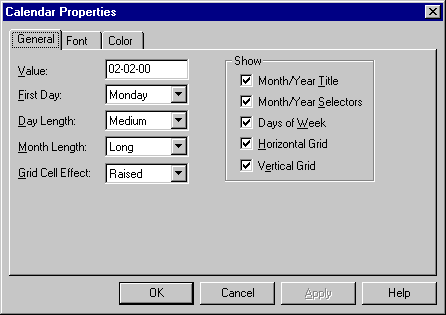 Calendar Properties
General Font Color
Value: 02-02-00
First Day: Monday
Day Length: Medium
Month Length: Long
Grid Cell Effect: Raised
Show
Month/Year Title
Month/Year Selectors
Days of Week
Horizontal Grid
Vertical Grid
OK Cancel Apply Help